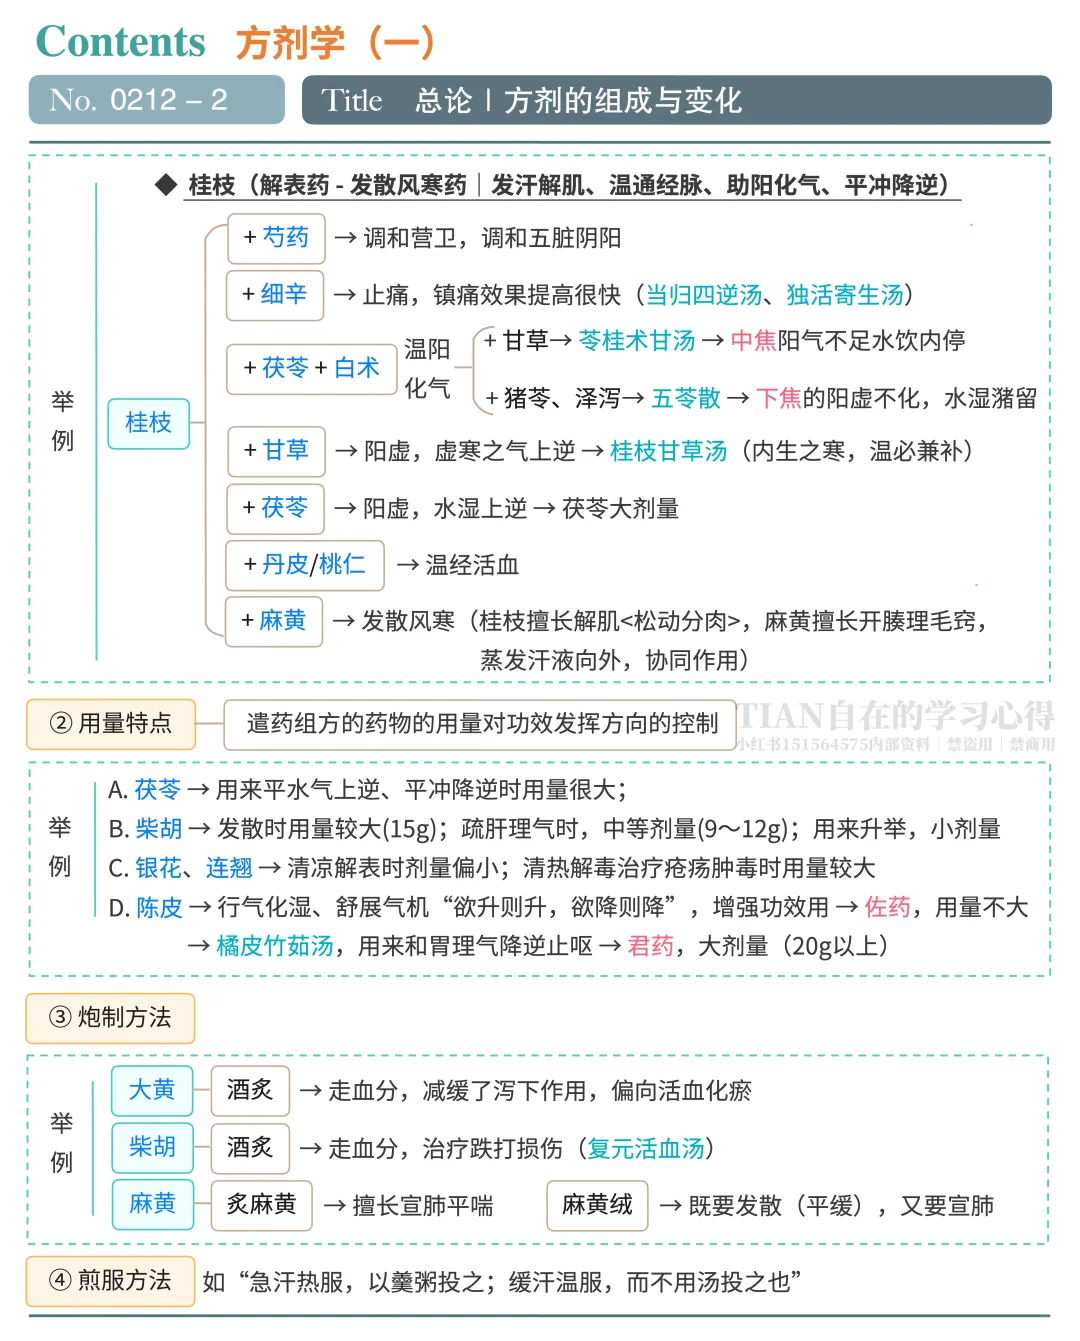 Contents 方剂学（一）
No. 0212 – 2
Title 总论｜方剂的组成与变化
◆ 桂枝（解表药 - 发散风寒药｜发汗解肌、温通经脉、助阳化气、平冲降逆）
举例
桂枝
+ 芍药 → 调和营卫，调和五脏阴阳
+ 细辛 → 止痛，镇痛效果提高很快（当归四逆汤、独活寄生汤）
+ 茯苓 + 白术 温阳化气
+ 甘草→ 苓桂术甘汤 → 中焦阳气不足水饮内停
+ 猪苓、泽泻→ 五苓散 → 下焦的阳虚不化，水湿潴留
+ 甘草 → 阳虚，虚寒之气上逆 → 桂枝甘草汤（内生之寒，温必兼补）
+ 茯苓 → 阳虚，水湿上逆 → 茯苓大剂量
+ 丹皮/桃仁 → 温经活血
+ 麻黄 → 发散风寒（桂枝擅长解肌<松动分肉>，麻黄擅长开腠理毛窍，
蒸发汗液向外，协同作用）
② 用量特点 遣药组方的药物的用量对功效发挥方向的控制
TIAN自在的学习心得
小红书151564575内部资料｜禁盗用｜禁商用
举例
A. 茯苓 → 用来平水气上逆、平冲降逆时用量很大；
B. 柴胡 → 发散时用量较大(15g)；疏肝理气时，中等剂量(9～12g)；用来升举，小剂量
C. 银花、连翘 → 清凉解表时剂量偏小；清热解毒治疗疮疡肿毒时用量较大
D. 陈皮 → 行气化湿、舒展气机“欲升则升，欲降则降”，增强功效用 → 佐药，用量不大
→ 橘皮竹茹汤，用来和胃理气降逆止呕 → 君药，大剂量（20g以上）
③ 炮制方法
举例
大黄 酒炙 → 走血分，减缓了泻下作用，偏向活血化瘀
柴胡 酒炙 → 走血分，治疗跌打损伤（复元活血汤）
麻黄 炙麻黄 → 擅长宣肺平喘 麻黄绒 → 既要发散（平缓），又要宣肺
④ 煎服方法 如“急汗热服，以羹粥投之；缓汗温服，而不用汤投之也”